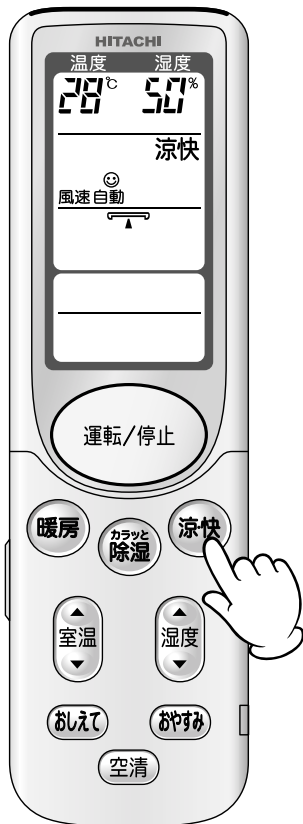 HITACHI
温度 湿度
28℃ 50%
涼快
風速自動
運転/停止
暖房 カラッと除湿 涼快
室温 湿度
おしえて おやすみ
空清